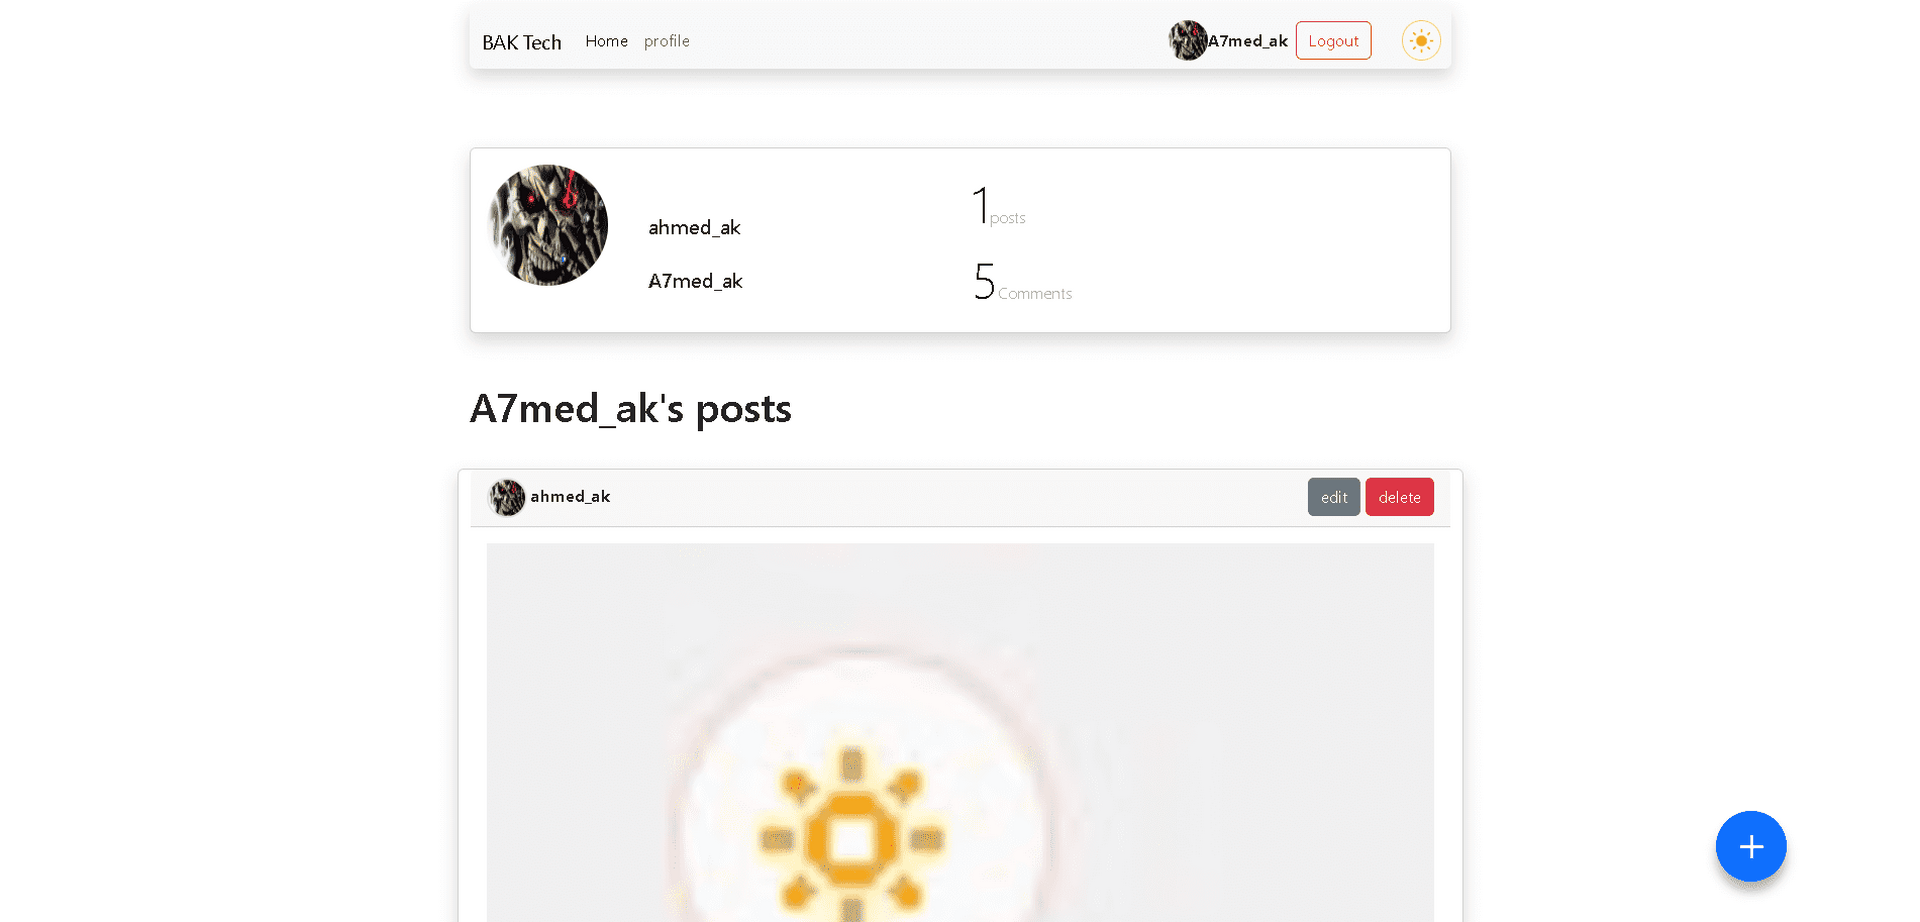 BAK Tech Home profile A7med_ak Logout
ahmed_ak
A7med_ak
1 posts
5 Comments
A7med_ak's posts
ahmed_ak edit delete